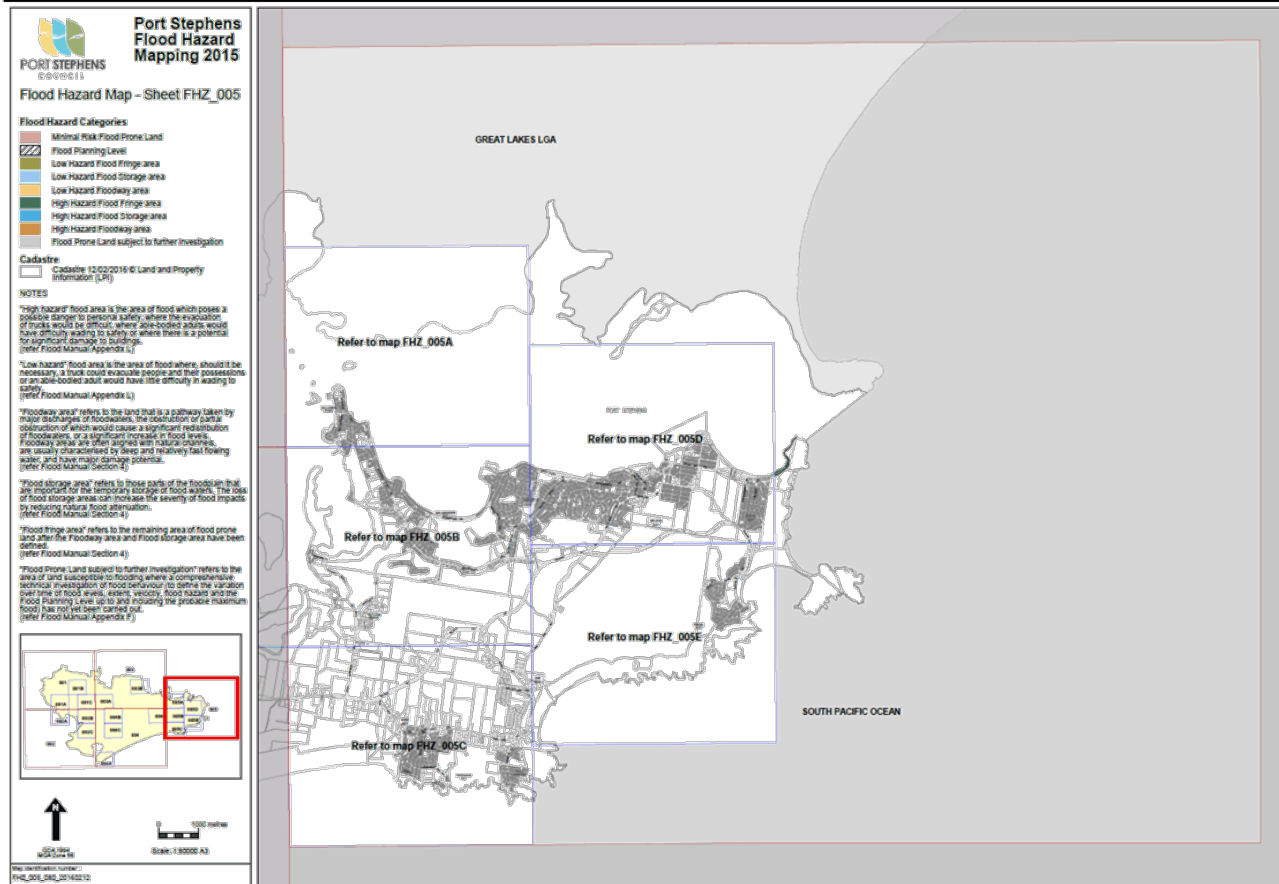 PORT STEPHENS
COUNCIL
Port Stephens
Flood Hazard
Mapping 2015
Flood Hazard Map - Sheet FHZ_005
Flood Hazard Categories
Minimal Risk Flood Prone Land
Flood Planning Level
Low Hazard Flood Fringe area
Low Hazard Flood Storage area
Low Hazard Floodway area
High Hazard Flood Fringe area
High Hazard Flood Storage area
High Hazard Floodway area
Flood Prone Land subject to further investigation
Cadastre
Cadastre 12/02/2016 © Land and Property
Information (LPI)
NOTES
"High hazard" flood area is the area of flood which poses a
possible danger to personal safety, where the evacuation
of trucks would be difficult, where able-bodied adults would
have difficulty wading to safety or where there is a potential
for significant damage to buildings.
(refer Flood Manual Appendix L)
"Low hazard" flood area is the area of flood where, should it be
necessary, a truck could evacuate people and their possessions
or an able-bodied adult would have little difficulty in wading to
safety.
(refer Flood Manual Appendix L)
"Floodway area" refers to the land that is a pathway taken by
major discharges of floodwaters, the obstruction or partial
obstruction of which would cause a significant redistribution
of floodwaters, or a significant increase in flood levels.
Floodway areas are often aligned with natural channels,
are usually characterised by deep and relatively fast flowing
water, and have major damage potential.
(refer Flood Manual Section 4)
"Flood storage area" refers to those parts of the floodplain that
are important for the temporary storage of flood waters. The loss
of flood storage areas can increase the severity of flood impacts
by reducing natural flood attenuation.
(refer Flood Manual Section 4)
"Flood fringe area" refers to the remaining area of flood prone
land after the Floodway area and Flood storage area have been
defined.
(refer Flood Manual Section 4)
"Flood Prone Land subject to further investigation" refers to the
area of land susceptible to flooding where a comprehensive
technical investigation of flood behaviour (to define the variation
over time of flood levels, extent, velocity, flood hazard and the
Flood Planning Level up to and including the probable maximum
flood) has not yet been carried out.
(refer Flood Manual Appendix F)
N
GDA 1994
MGA Zone 56
0 1000 metres
Scale: 1:80000 A3
Map identification number:
FHZ_005_080_20160212
GREAT LAKES LGA
Refer to map FHZ_005A
PORT STEPHENS
Refer to map FHZ_005D
Refer to map FHZ_005B
Refer to map FHZ_005E
SOUTH PACIFIC OCEAN
Refer to map FHZ_005C